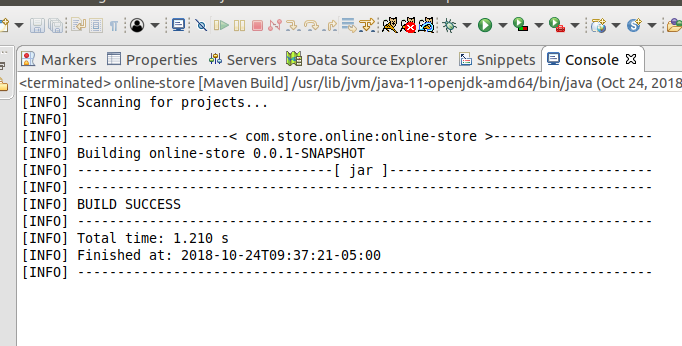 Markers Properties Servers Data Source Explorer Snippets Console
<terminated> online-store [Maven Build] /usr/lib/jvm/java-11-openjdk-amd64/bin/java (Oct 24, 2018
[INFO] Scanning for projects...
[INFO]
[INFO] -------------------< com.store.online:online-store >--------------------
[INFO] Building online-store 0.0.1-SNAPSHOT
[INFO] --------------------------------[ jar ]---------------------------------
[INFO] ------------------------------------------------------------------------
[INFO] BUILD SUCCESS
[INFO] ------------------------------------------------------------------------
[INFO] Total time: 1.210 s
[INFO] Finished at: 2018-10-24T09:37:21-05:00
[INFO] ------------------------------------------------------------------------